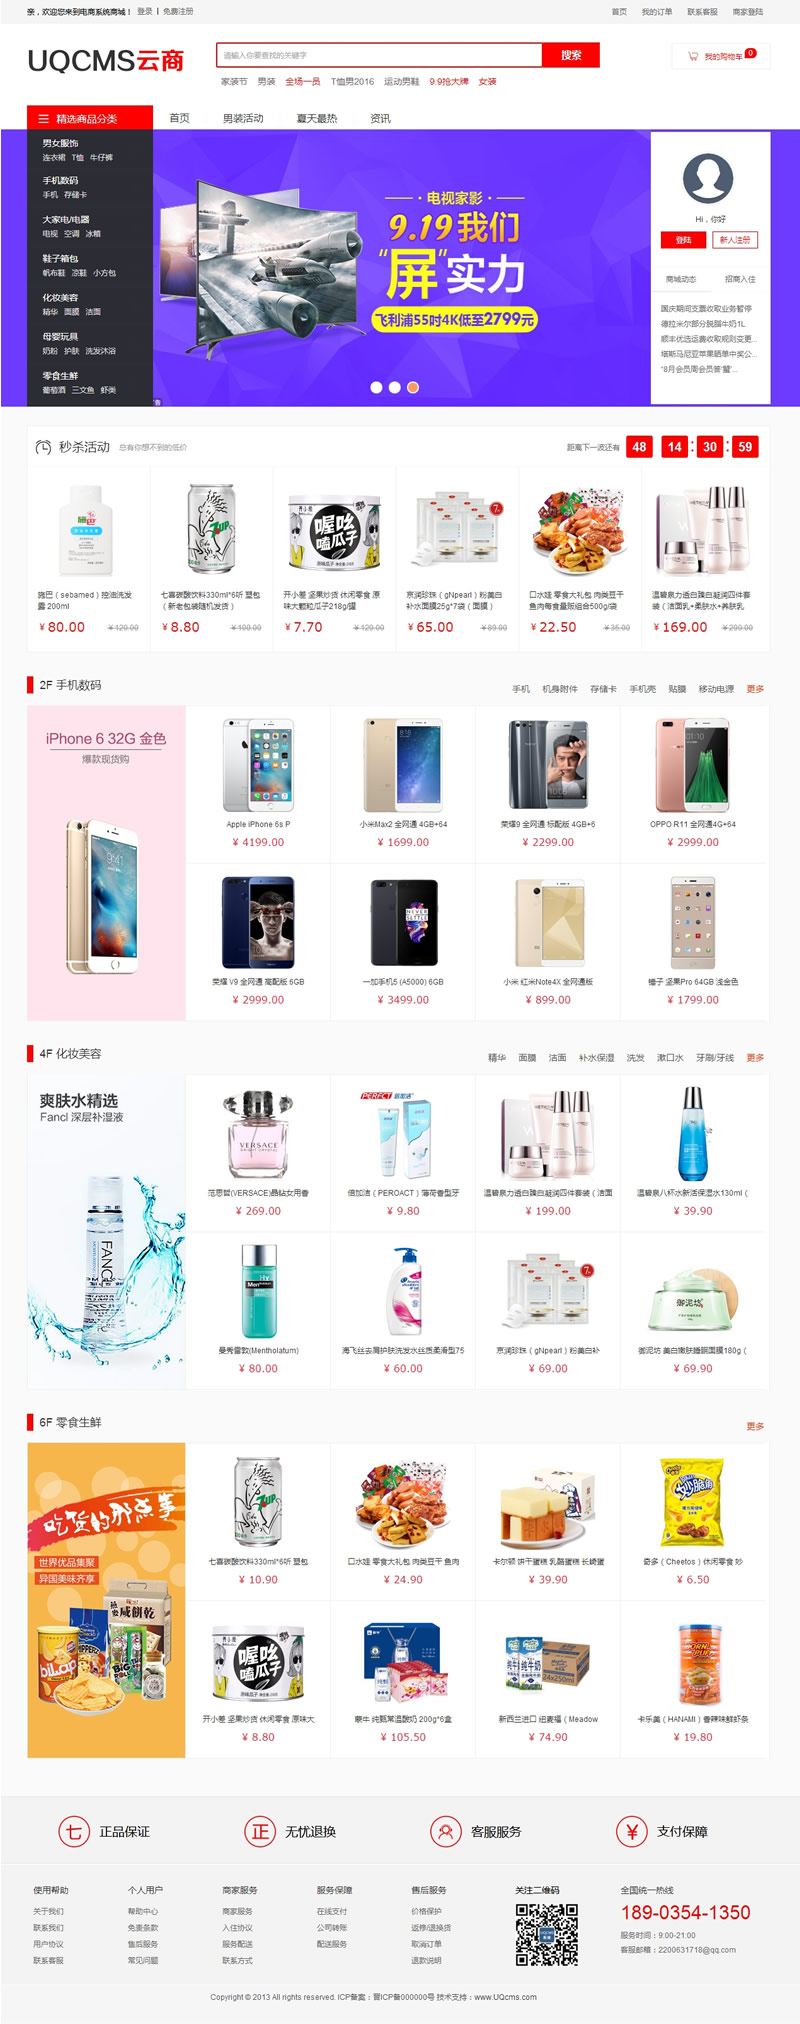 亲，欢迎您来到电商系统商城！ 登录 | 免费注册
首页 我的订单 联系客服 商家登陆
UQCMS云商
请输入你要查找的关键字 搜索
我的购物车 0
家装节 男装 全场一员 T恤男2016 运动男鞋 9.9抢大牌 女装
精选商品分类 首页 男装活动 夏天最热 资讯
男女服饰
连衣裙 T恤 牛仔裤
手机数码
手机 存储卡
大家电/电器
电视 空调 冰箱
鞋子箱包
帆布鞋 凉鞋 小方包
化妆美容
精华 面膜 洁面
母婴玩具
奶粉 护肤 洗发沐浴
零食生鲜
葡萄酒 三文鱼 虾类
· 电视家影 ·
9.19我们
“屏”实力
飞利浦55吋4K低至2799元
Hi，你好
登陆 新人注册
商城动态 招商入住
国庆期间支票收取业务暂停
德拉米尔部分脱脂牛奶1L
顺丰优选运费收取规则变更...
塔斯马尼亚苹果晒单中奖公...
“8月会员周会员普‘蟹’...
秒杀活动 总有你想不到的低价
距离下一波还有 48 14 : 30 : 59
施巴（sebamed）控油洗发露 200ml
¥ 80.00 ¥ 120.00
七喜碳酸饮料330ml*6听 塑包（新老包装随机发货）
¥ 8.80 ¥ 100.00
开小差 坚果炒货 休闲零食 原味大颗粒瓜子218g/罐
¥ 7.70 ¥ 120.00
京润珍珠（gNpearl）粉美白补水面膜25g*7袋（面膜）
¥ 65.00 ¥ 89.00
口水娃 零食大礼包 肉类豆干鱼肉每食量贩组合500g/袋
¥ 22.50 ¥ 35.00
温碧泉力透白臻白凝润四件套装（洁面乳+柔肤水+养肤乳
¥ 169.00 ¥ 200.00
2F 手机数码
手机 机身附件 存储卡 手机壳 贴膜 移动电源 更多
iPhone 6 32G 金色
爆款现货购
Apple iPhone 6s P
¥ 4199.00
小米Max2 全网通 4GB+64
¥ 1699.00
荣耀9 全网通 标配版 4GB+6
¥ 2299.00
OPPO R11 全网通4G+64
¥ 2999.00
荣耀 V9 全网通 高配版 6GB
¥ 2999.00
一加手机5 (A5000) 6GB
¥ 3499.00
小米 红米Note4X 全网通版
¥ 899.00
锤子 坚果Pro 64GB 浅金色
¥ 1799.00
4F 化妆美容
精华 面膜 洁面 补水保湿 洗发 漱口水 牙刷/牙线 更多
爽肤水精选
Fancl 深层补湿液
范思哲(VERSACE)晶钻女用香
¥ 269.00
倍加洁（PEROACT）薄荷香型牙
¥ 9.80
温碧泉力透白臻白凝润四件套装（洁面
¥ 199.00
温碧泉八杯水新活保湿水130ml（
¥ 39.90
曼秀雷敦(Mentholatum)
¥ 80.00
海飞丝去屑护肤洗发水丝质柔滑型75
¥ 60.00
京润珍珠（gNpearl）粉美白补
¥ 69.00
御泥坊 美白嫩肤睡眠面膜180g（
¥ 69.90
6F 零食生鲜
更多
吃货的那点事
世界优品集聚
异国美味齐享
七喜碳酸饮料330ml*6听 塑包
¥ 10.90
口水娃 零食大礼包 肉类豆干 鱼肉
¥ 24.90
卡尔顿 饼干蛋糕 乳酪蛋糕 长崎蛋
¥ 39.90
奇多（Cheetos）休闲零食 妙
¥ 6.50
开小差 坚果炒货 休闲零食 原味大
¥ 8.80
蒙牛 纯甄常温酸奶 200g*6盒
¥ 105.50
新西兰进口 纽麦福（Meadow
¥ 74.90
卡乐美（HANAMI）香辣味鲜虾条
¥ 19.80
七 正品保证
正 无忧退换
客服服务
¥ 支付保障
使用帮助
关于我们
联系我们
用户协议
联系客服
个人用户
帮助中心
免责条款
售后服务
常见问题
商家服务
商家服务
入住协议
服务配送
联系方式
服务保障
在线支付
公司转账
配送服务
售后服务
价格保护
返修/退换货
取消订单
退款说明
关注二维码
全国统一热线
189-0354-1350
服务时间：9:00-21:00
客服邮箱：2200631718@qq.com
Copyright © 2013 All rights reserved. ICP备案：晋ICP备000000号 技术支持：www.UQcms.com